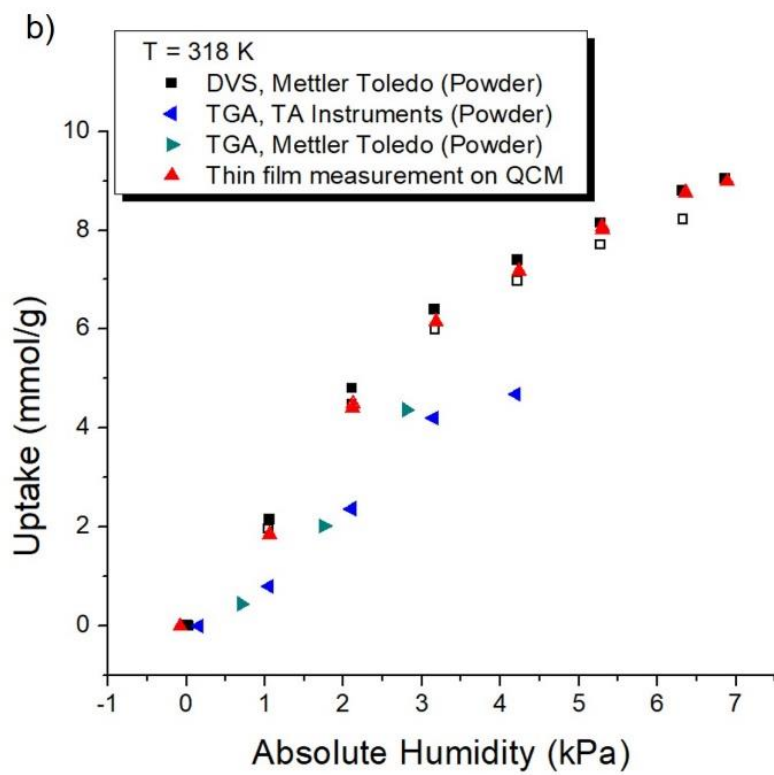 b)
T = 318 K
DVS, Mettler Toledo (Powder)
TGA, TA Instruments (Powder)
TGA, Mettler Toledo (Powder)
Thin film measurement on QCM
10
8
6
4
2
0
Uptake (mmol/g)
-1 0 1 2 3 4 5 6 7
Absolute Humidity (kPa)